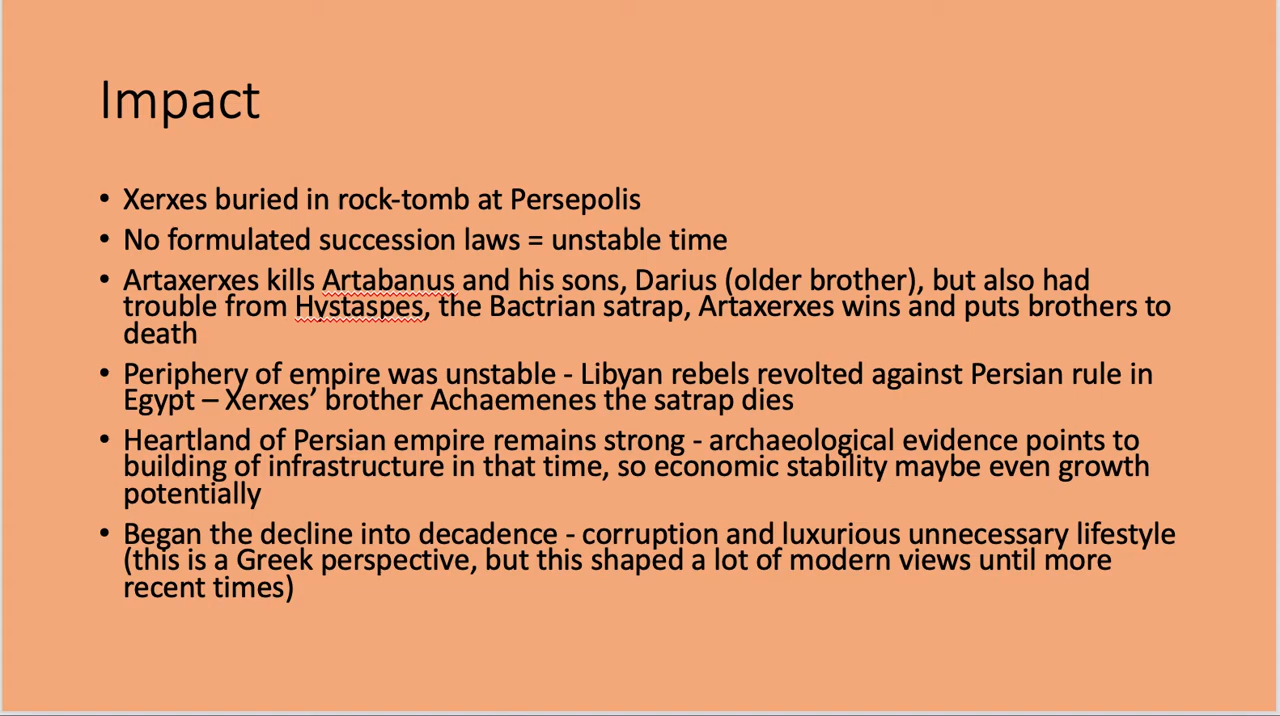 Impact
• Xerxes buried in rock-tomb at Persepolis
• No formulated succession laws = unstable time
• Artaxerxes kills Artabanus and his sons, Darius (older brother), but also had
trouble from Hystaspes, the Bactrian satrap, Artaxerxes wins and puts brothers to
death
• Periphery of empire was unstable - Libyan rebels revolted against Persian rule in
Egypt – Xerxes’ brother Achaemenes the satrap dies
• Heartland of Persian empire remains strong - archaeological evidence points to
building of infrastructure in that time, so economic stability maybe even growth
potentially
• Began the decline into decadence - corruption and luxurious unnecessary lifestyle
(this is a Greek perspective, but this shaped a lot of modern views until more
recent times)